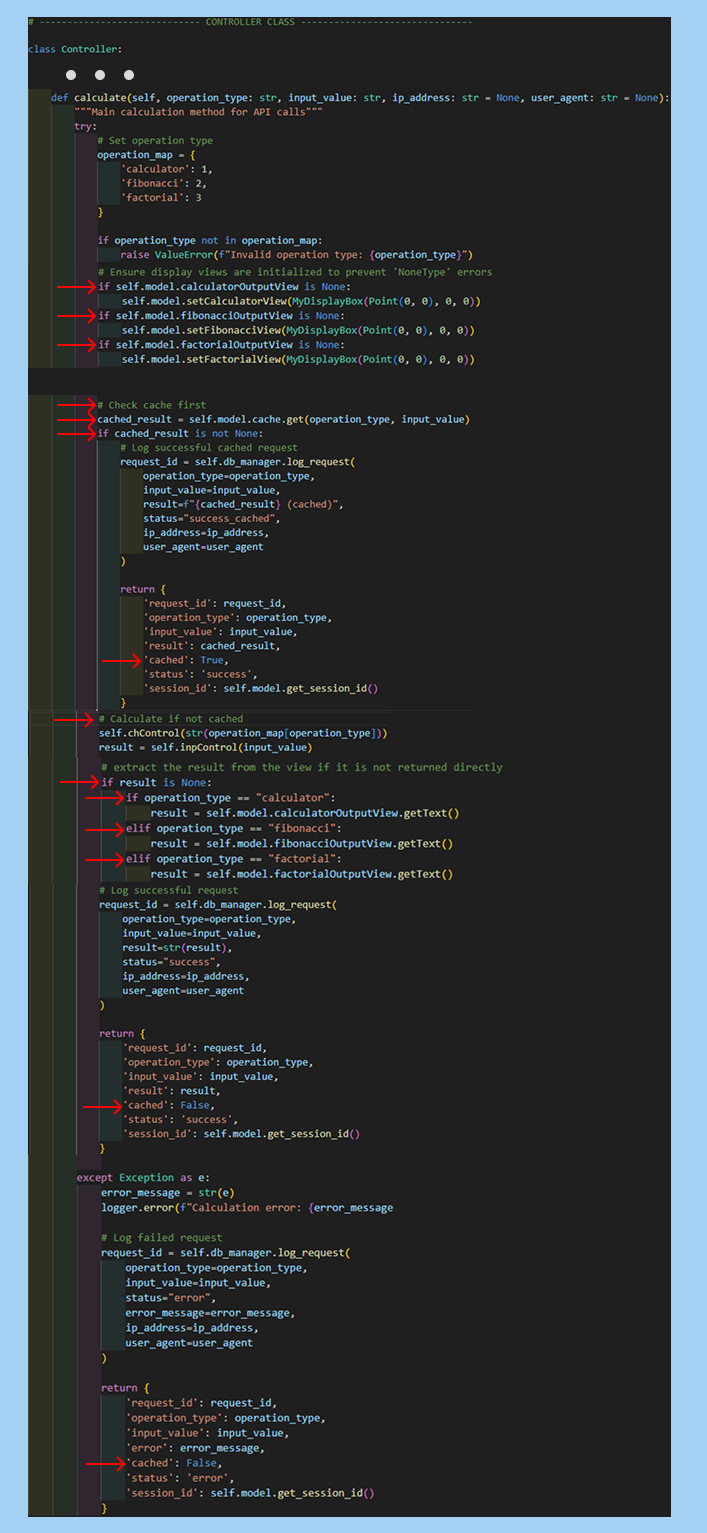 # ----------------------------- CONTROLLER CLASS -------------------------------
class Controller:
def calculate(self, operation_type: str, input_value: str, ip_address: str = None, user_agent: str = None):
"""Main calculation method for API calls"""
try:
# Set operation type
operation_map = {
'calculator': 1,
'fibonacci': 2,
'factorial': 3
}
if operation_type not in operation_map:
raise ValueError(f"Invalid operation type: {operation_type}")
# Ensure display views are initialized to prevent 'NoneType' errors
if self.model.calculatorOutputView is None:
self.model.setCalculatorView(MyDisplayBox(Point(0, 0), 0, 0))
if self.model.fibonacciOutputView is None:
self.model.setFibonacciView(MyDisplayBox(Point(0, 0), 0, 0))
if self.model.factorialOutputView is None:
self.model.setFactorialView(MyDisplayBox(Point(0, 0), 0, 0))
# Check cache first
cached_result = self.model.cache.get(operation_type, input_value)
if cached_result is not None:
# Log successful cached request
request_id = self.db_manager.log_request(
operation_type=operation_type,
input_value=input_value,
result=f"{cached_result} (cached)",
status="success_cached",
ip_address=ip_address,
user_agent=user_agent
)
return {
'request_id': request_id,
'operation_type': operation_type,
'input_value': input_value,
'result': cached_result,
'cached': True,
'status': 'success',
'session_id': self.model.get_session_id()
}
# Calculate if not cached
self.chControl(str(operation_map[operation_type]))
result = self.inpControl(input_value)
# extract the result from the view if it is not returned directly
if result is None:
if operation_type == "calculator":
result = self.model.calculatorOutputView.getText()
elif operation_type == "fibonacci":
result = self.model.fibonacciOutputView.getText()
elif operation_type == "factorial":
result = self.model.factorialOutputView.getText()
# Log successful request
request_id = self.db_manager.log_request(
operation_type=operation_type,
input_value=input_value,
result=str(result),
status="success",
ip_address=ip_address,
user_agent=user_agent
)
return {
'request_id': request_id,
'operation_type': operation_type,
'input_value': input_value,
'result': result,
'cached': False,
'status': 'success',
'session_id': self.model.get_session_id()
}
except Exception as e:
error_message = str(e)
logger.error(f"Calculation error: {error_message
# Log failed request
request_id = self.db_manager.log_request(
operation_type=operation_type,
input_value=input_value,
status="error",
error_message=error_message,
ip_address=ip_address,
user_agent=user_agent
)
return {
'request_id': request_id,
'operation_type': operation_type,
'input_value': input_value,
'error': error_message,
'cached': False,
'status': 'error',
'session_id': self.model.get_session_id()
}